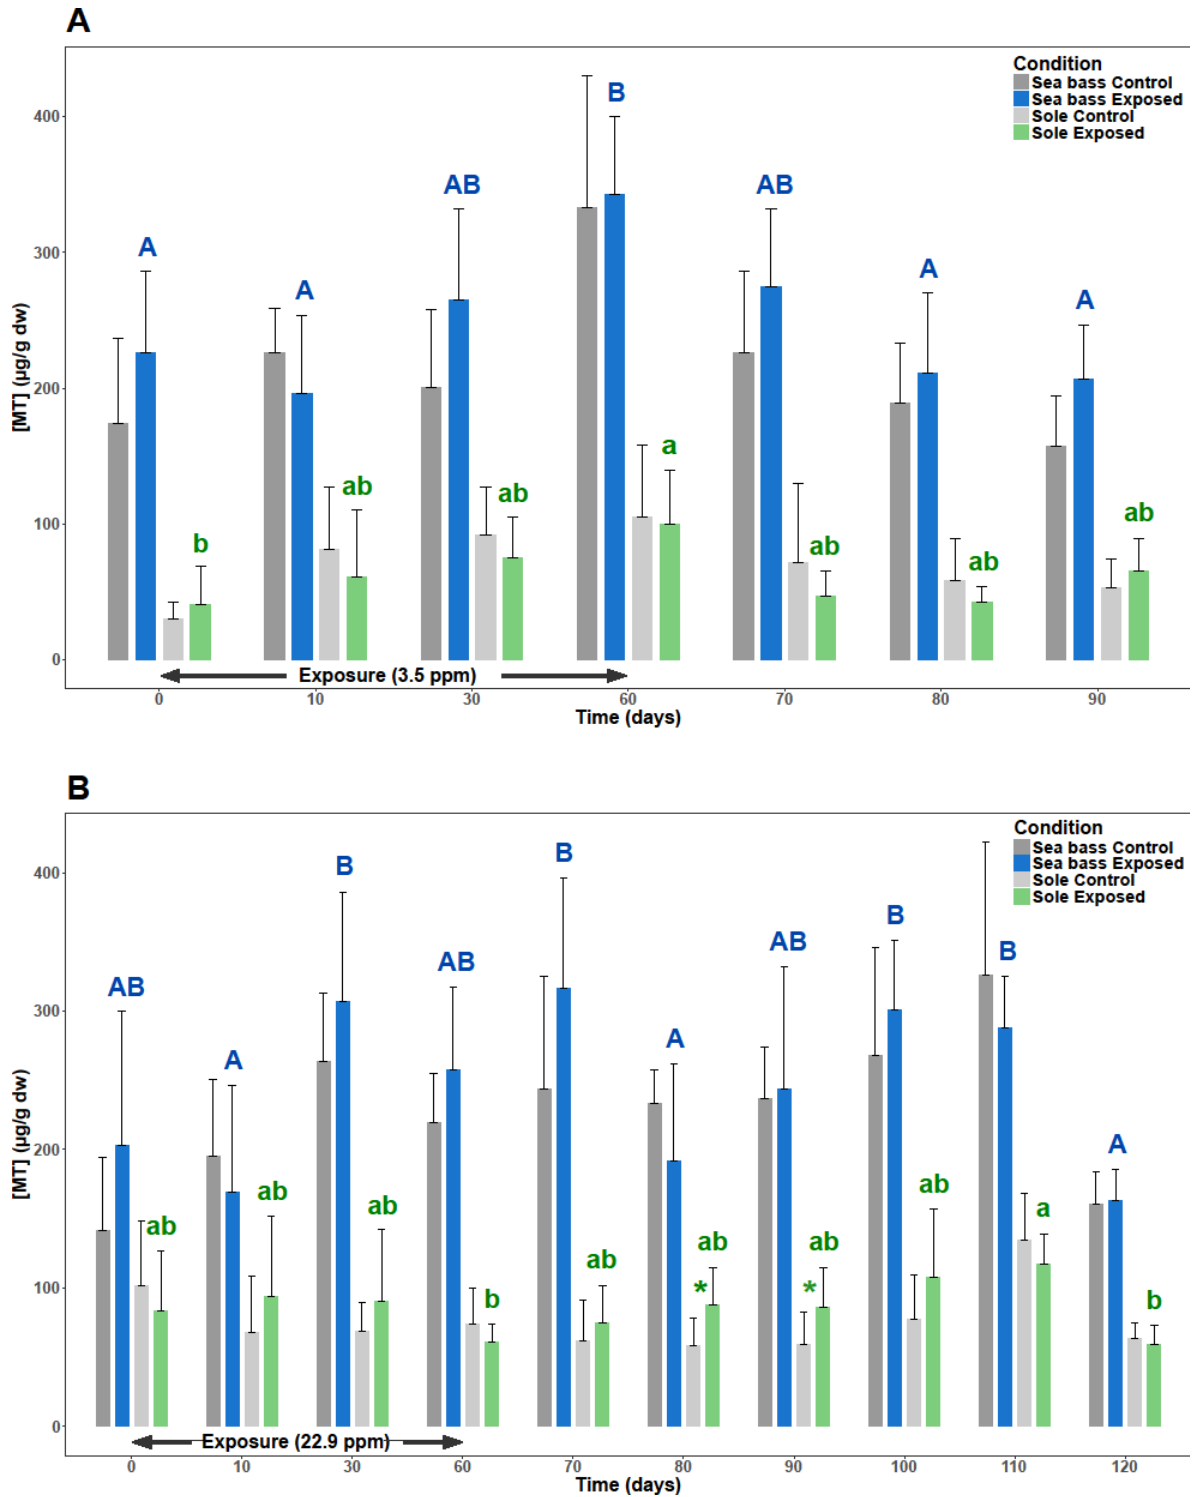 A
Condition
Sea bass Control
Sea bass Exposed
Sole Control
Sole Exposed
400
300
200
100
0
[MT] (µg/g dw)
A
A
AB
B
AB
A
A
b
ab
ab
a
ab
ab
ab
Exposure (3.5 ppm)
0 10 30 60 70 80 90
Time (days)
B
Condition
Sea bass Control
Sea bass Exposed
Sole Control
Sole Exposed
400
300
200
100
0
[MT] (µg/g dw)
AB
A
B
AB
B
A
AB
B
B
A
ab
ab
ab
b
ab
ab
*
ab
*
ab
a
b
Exposure (22.9 ppm)
0 10 30 60 70 80 90 100 110 120
Time (days)